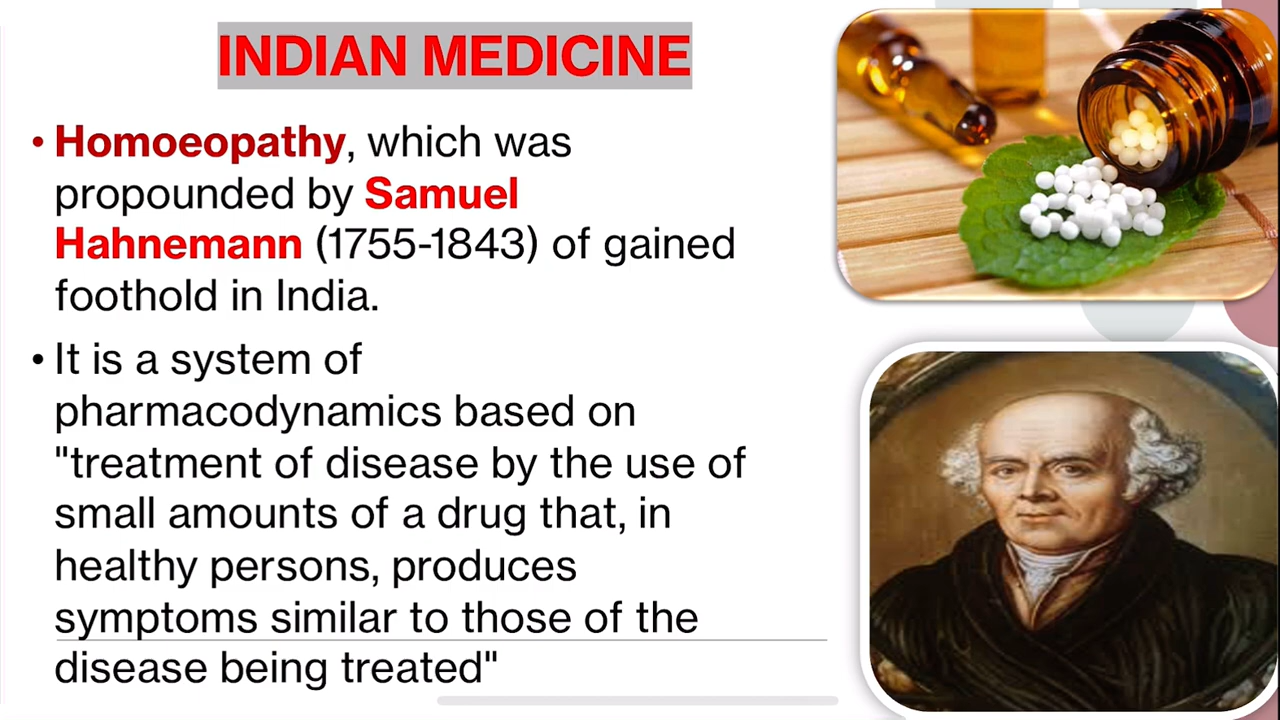 INDIAN MEDICINE
• Homoeopathy, which was
propounded by Samuel
Hahnemann (1755-1843) of gained
foothold in India.
• It is a system of
pharmacodynamics based on
"treatment of disease by the use of
small amounts of a drug that, in
healthy persons, produces
symptoms similar to those of the
disease being treated"